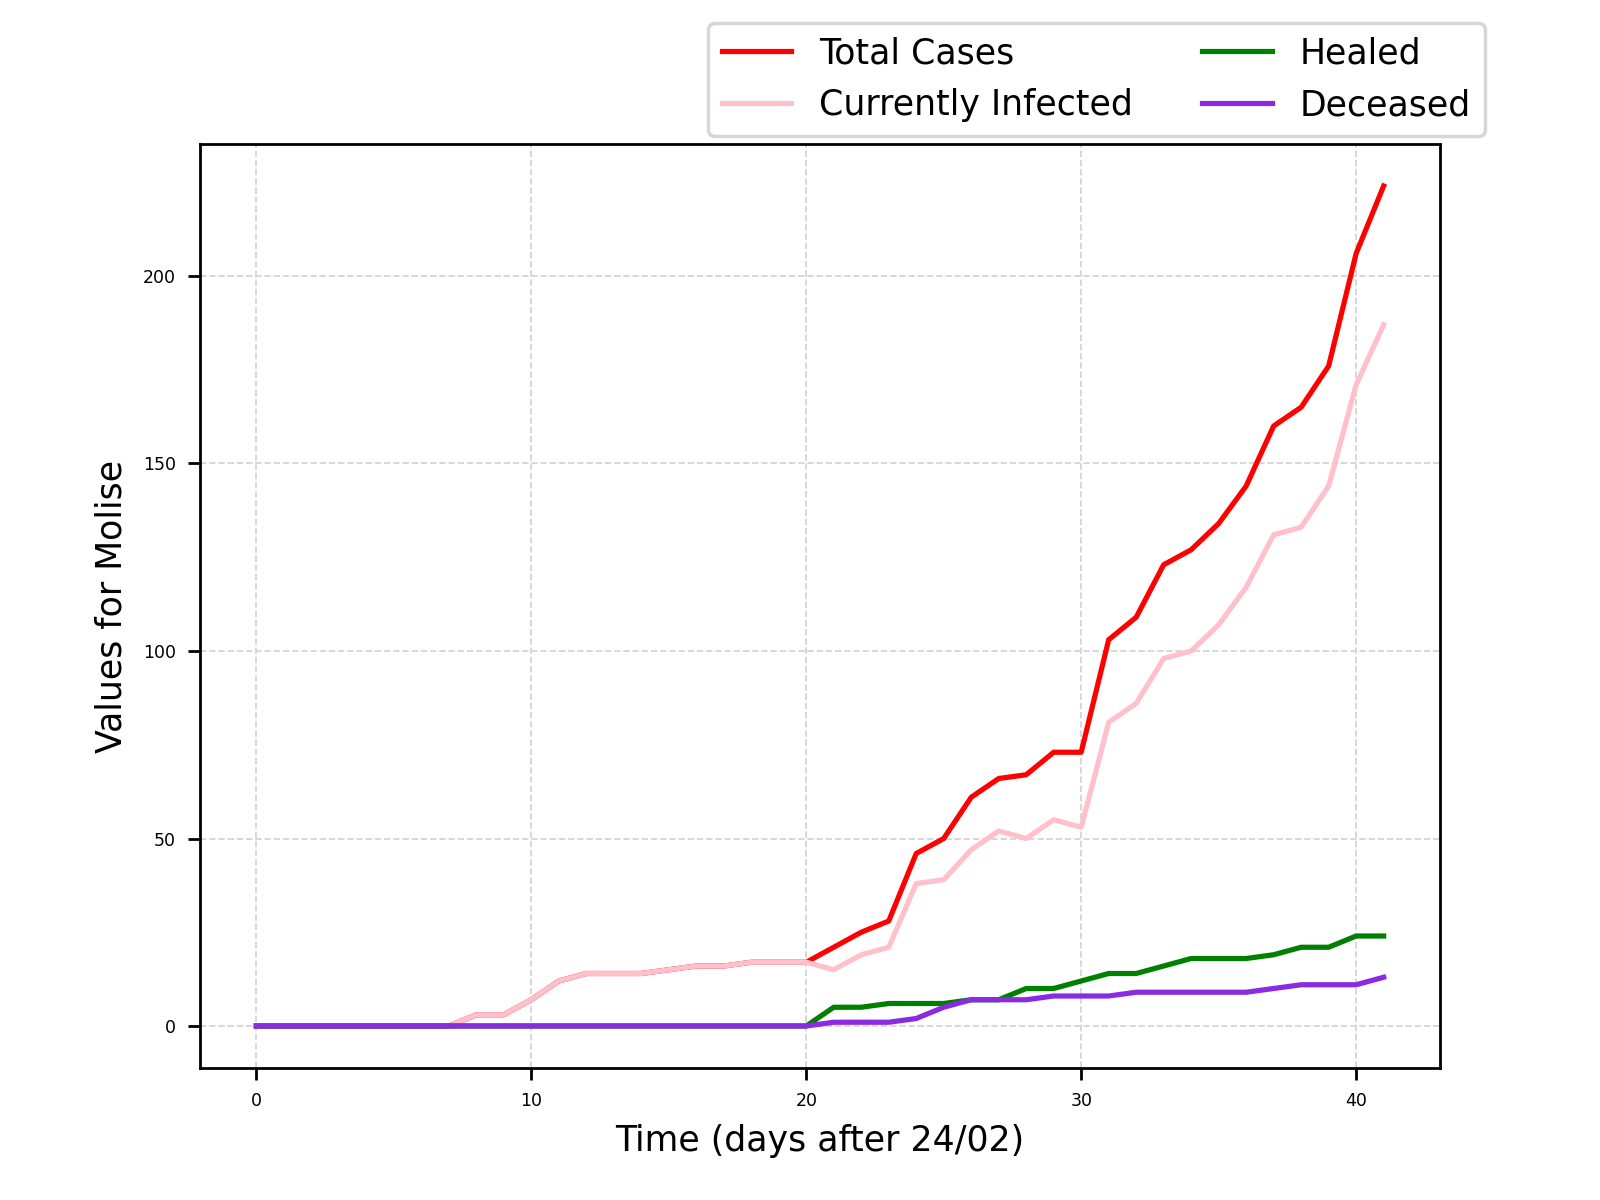 Total Cases
Currently Infected
Healed
Deceased
Values for Molise
200
150
100
50
0
0 10 20 30 40
Time (days after 24/02)